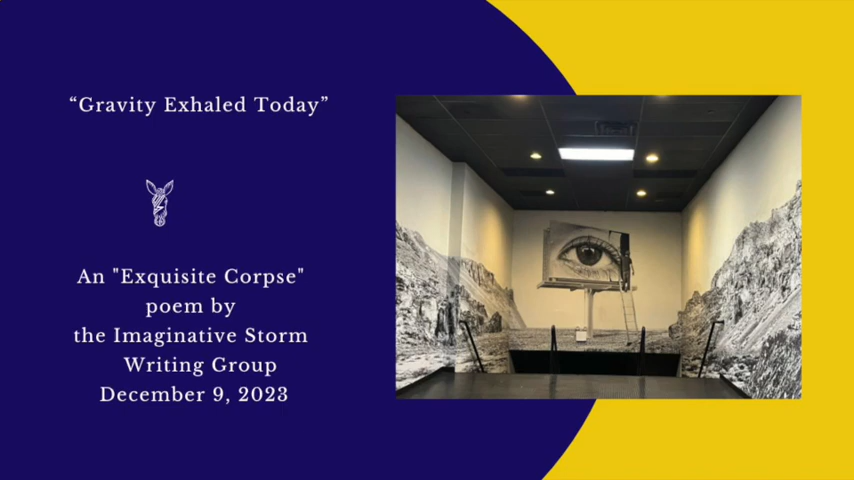 “Gravity Exhaled Today”
An "Exquisite Corpse"
poem by
the Imaginative Storm
Writing Group
December 9, 2023